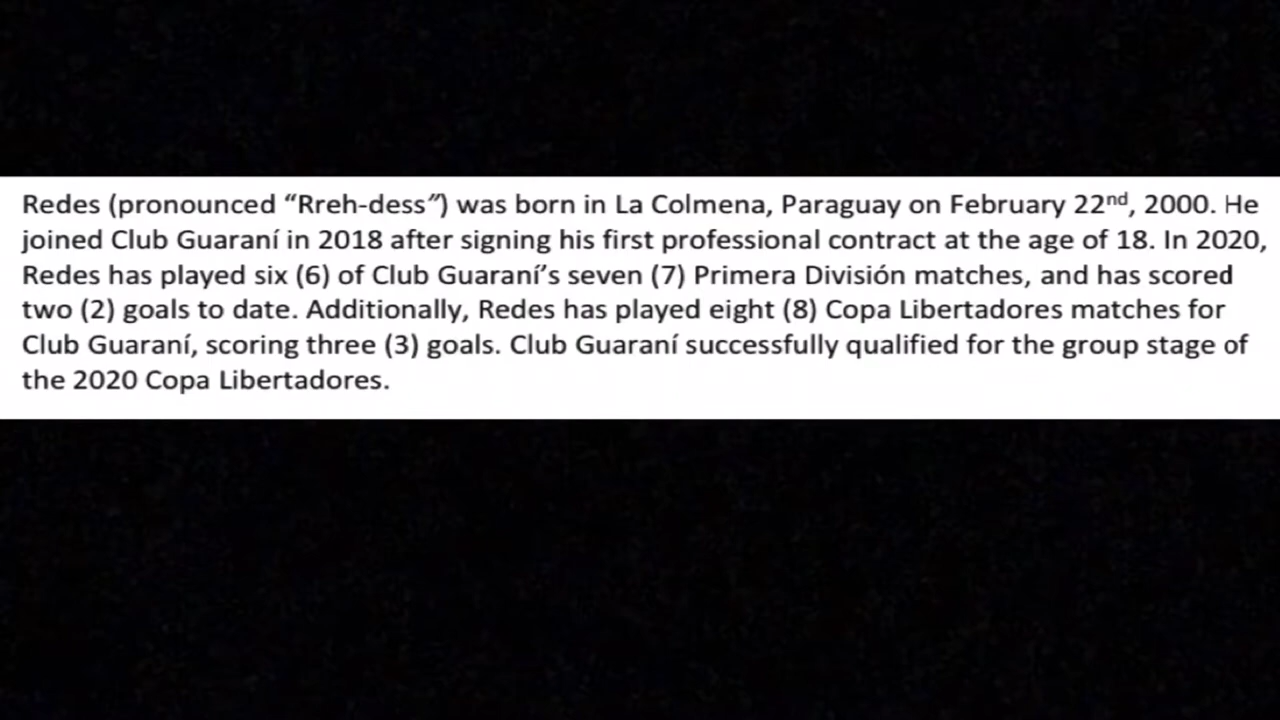 Redes (pronounced “Rreh-dess”) was born in La Colmena, Paraguay on February 22nd, 2000. He
joined Club Guaraní in 2018 after signing his first professional contract at the age of 18. In 2020,
Redes has played six (6) of Club Guaraní’s seven (7) Primera División matches, and has scored
two (2) goals to date. Additionally, Redes has played eight (8) Copa Libertadores matches for
Club Guaraní, scoring three (3) goals. Club Guaraní successfully qualified for the group stage of
the 2020 Copa Libertadores.